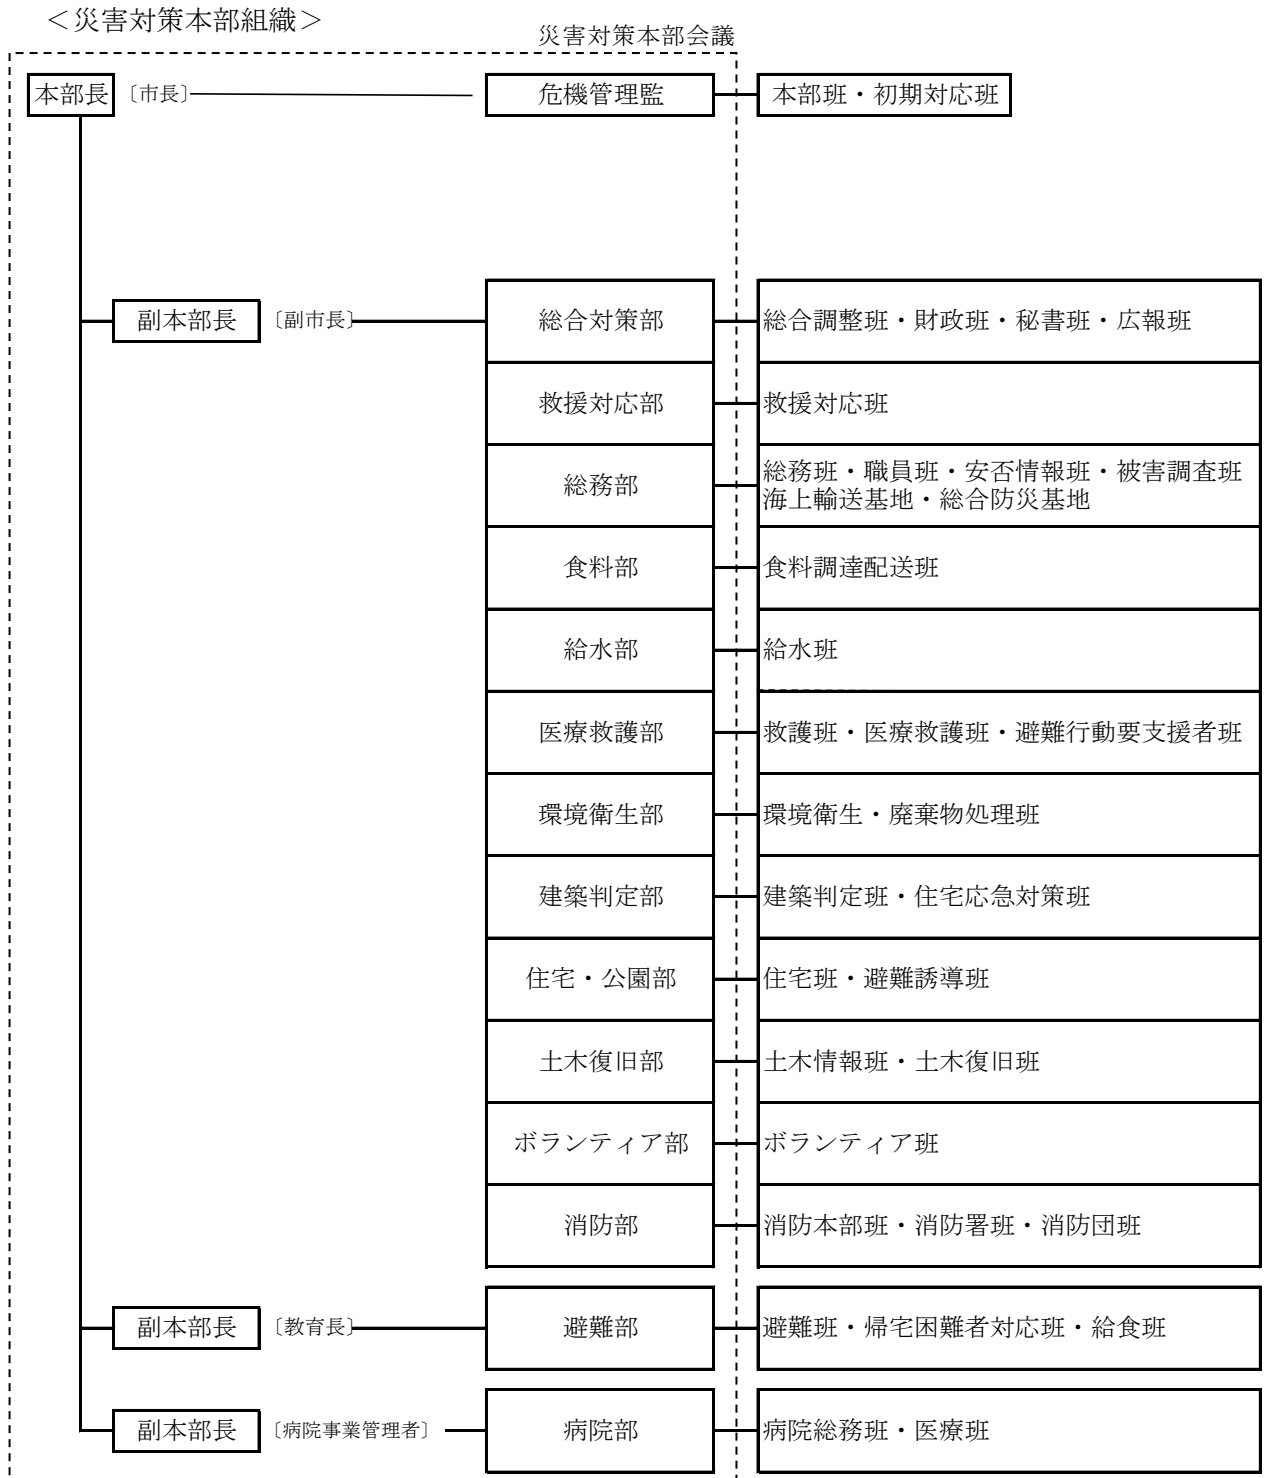 ＜災害対策本部組織＞
災害対策本部会議
本部長 〔市長〕 危機管理監 本部班・初期対応班
副本部長 〔副市長〕 総合対策部 総合調整班・財政班・秘書班・広報班
救援対応部 救援対応班
総務部 総務班・職員班・安否情報班・被害調査班
海上輸送基地・総合防災基地
食料部 食料調達配送班
給水部 給水班
医療救護部 救護班・医療救護班・避難行動要支援者班
環境衛生部 環境衛生・廃棄物処理班
建築判定部 建築判定班・住宅応急対策班
住宅・公園部 住宅班・避難誘導班
土木復旧部 土木情報班・土木復旧班
ボランティア部 ボランティア班
消防部 消防本部班・消防署班・消防団班
副本部長 〔教育長〕 避難部 避難班・帰宅困難者対応班・給食班
副本部長 〔病院事業管理者〕 病院部 病院総務班・医療班